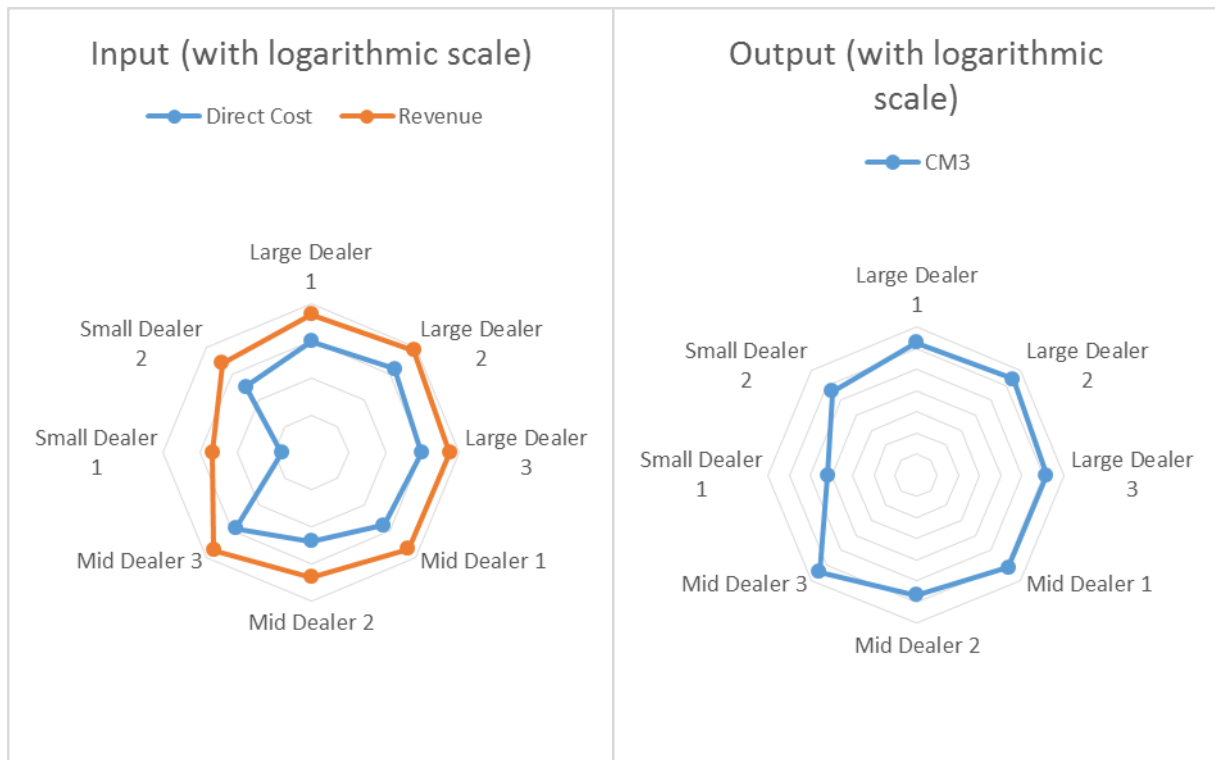 Input (with logarithmic scale)
Direct Cost
Revenue
Large Dealer
1
Large Dealer
2
Large Dealer
3
Mid Dealer 1
Mid Dealer 2
Mid Dealer 3
Small Dealer
1
Small Dealer
2
Output (with logarithmic
scale)
CM3
Large Dealer
1
Large Dealer
2
Large Dealer
3
Mid Dealer 1
Mid Dealer 2
Mid Dealer 3
Small Dealer
1
Small Dealer
2